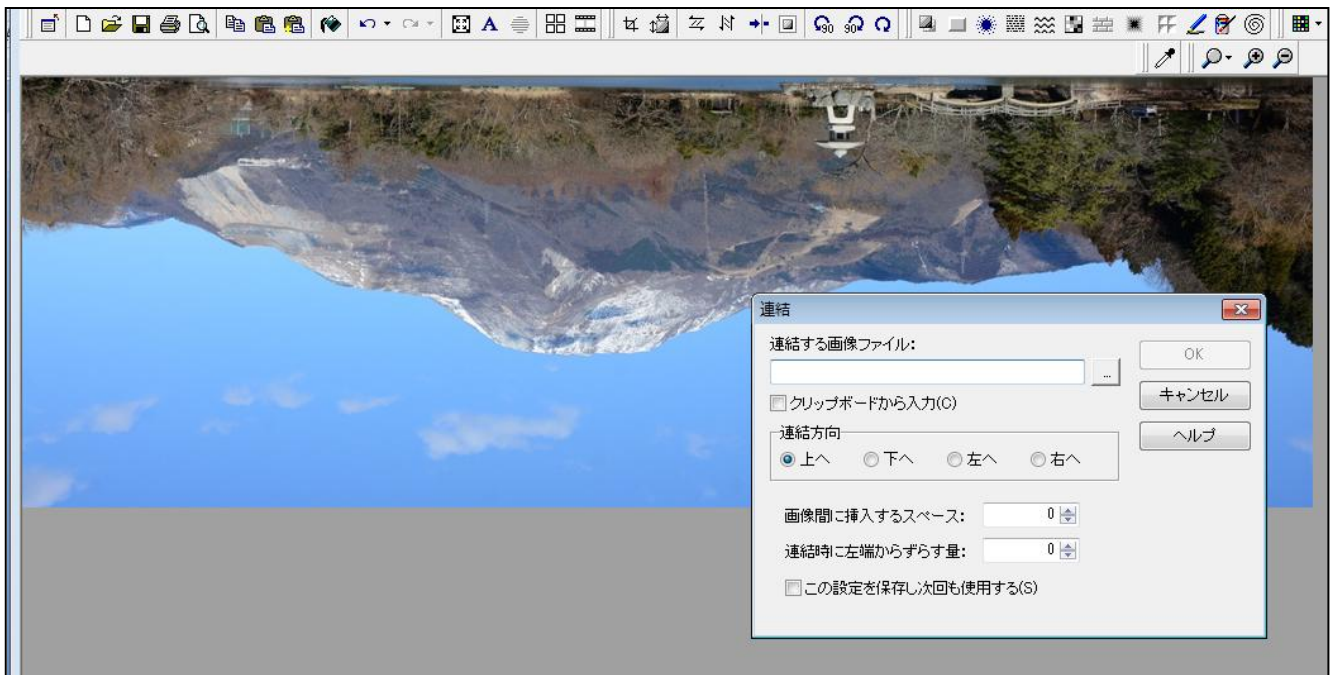 A
90
90
連結
連結する画像ファイル:
...
OK
クリップボードから入力(C)
キャンセル
連結方向
ヘルプ
上へ 下へ 左へ 右へ
画像間に挿入するスペース: 0
連結時に左端からずらす量: 0
この設定を保存し次回も使用する(S)